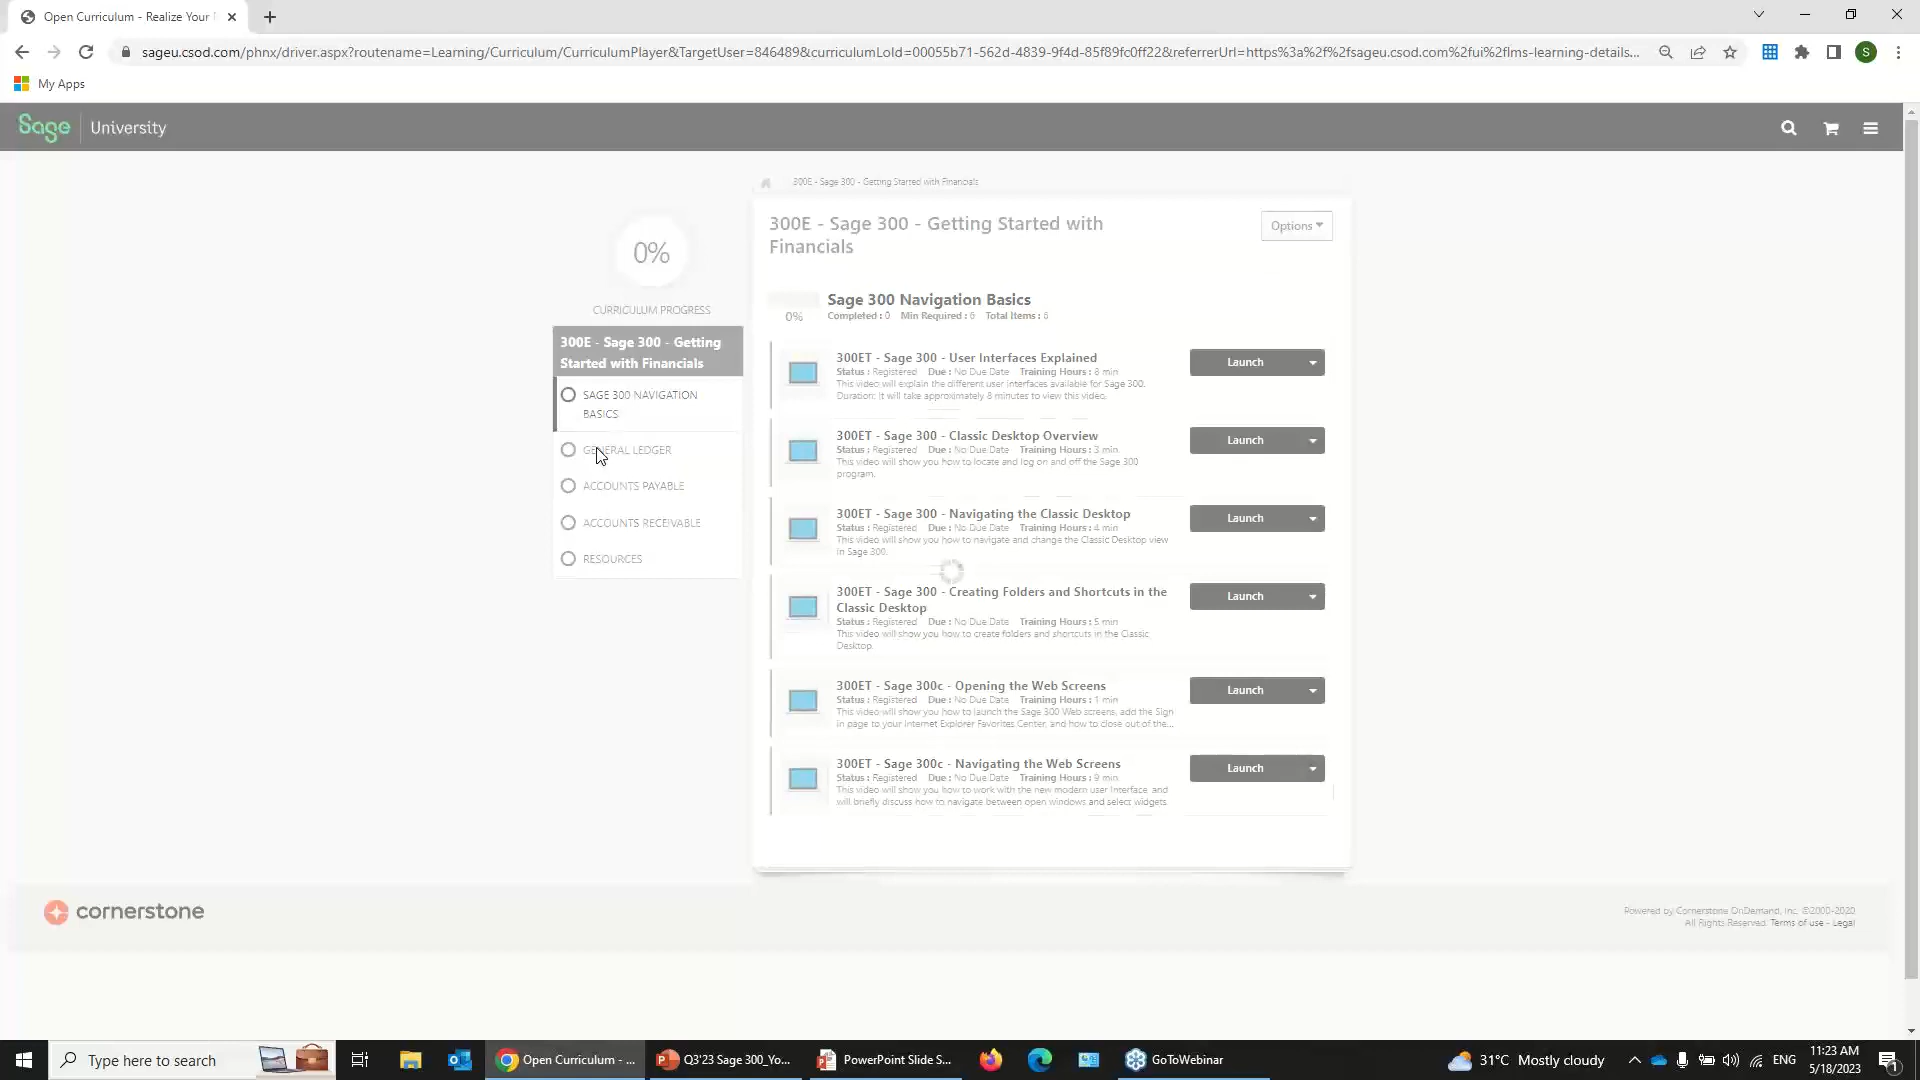 Open Curriculum - Realize Your
sageu.csod.com/phnx/driver.aspx?routename=Learning/Curriculum/CurriculumPlayer&TargetUser=846489&curriculumLoId=00055b71-562d-4839-9f4d-85f89fc0ff22&referrerUrl=https%3a%2f%2fsageu.csod.com%2fui%2flms-learning-details...
S
My Apps
Sage University
300E - Sage 300 - Getting Started with Financials
300E - Sage 300 - Getting Started with
Financials
Options
0%
CURRICULUM PROGRESS
300E - Sage 300 - Getting
Started with Financials
SAGE 300 NAVIGATION
BASICS
GENERAL LEDGER
ACCOUNTS PAYABLE
ACCOUNTS RECEIVABLE
RESOURCES
Sage 300 Navigation Basics
0%
Completed : 0 Min Required : 6 Total Items : 6
300ET - Sage 300 - User Interfaces Explained
Status : Registered Due : No Due Date Training Hours : 8 min
This video will explain the different user interfaces available for Sage 300.
Duration: It will take approximately 8 minutes to view this video.
Launch
300ET - Sage 300 - Classic Desktop Overview
Status : Registered Due : No Due Date Training Hours : 3 min
This video will show you how to locate and log on and off the Sage 300
program.
Launch
300ET - Sage 300 - Navigating the Classic Desktop
Status : Registered Due : No Due Date Training Hours : 4 min
This video will show you how to navigate and change the Classic Desktop view
in Sage 300.
Launch
300ET - Sage 300 - Creating Folders and Shortcuts in the
Classic Desktop
Status : Registered Due : No Due Date Training Hours : 5 min
This video will show you how to create folders and shortcuts in the Classic
Desktop.
Launch
300ET - Sage 300c - Opening the Web Screens
Status : Registered Due : No Due Date Training Hours : 1 min
This video will show you how to launch the Sage 300 Web screens, add the Sign
in page to your Internet Explorer Favorites Center, and how to close out of the...
Launch
300ET - Sage 300c - Navigating the Web Screens
Status : Registered Due : No Due Date Training Hours : 9 min
This video will show you how to work with the new modern user interface, and
will briefly discuss how to navigate between open windows and select widgets.
Launch
cornerstone
Powered by Cornerstone OnDemand, Inc. ©2000-2020
All Rights Reserved. Terms of use - Legal
Type here to search
Open Curriculum - ...
Q3'23 Sage 300_Yo...
PowerPoint Slide S...
GoToWebinar
31°C Mostly cloudy
ENG
11:23 AM
5/18/2023
1